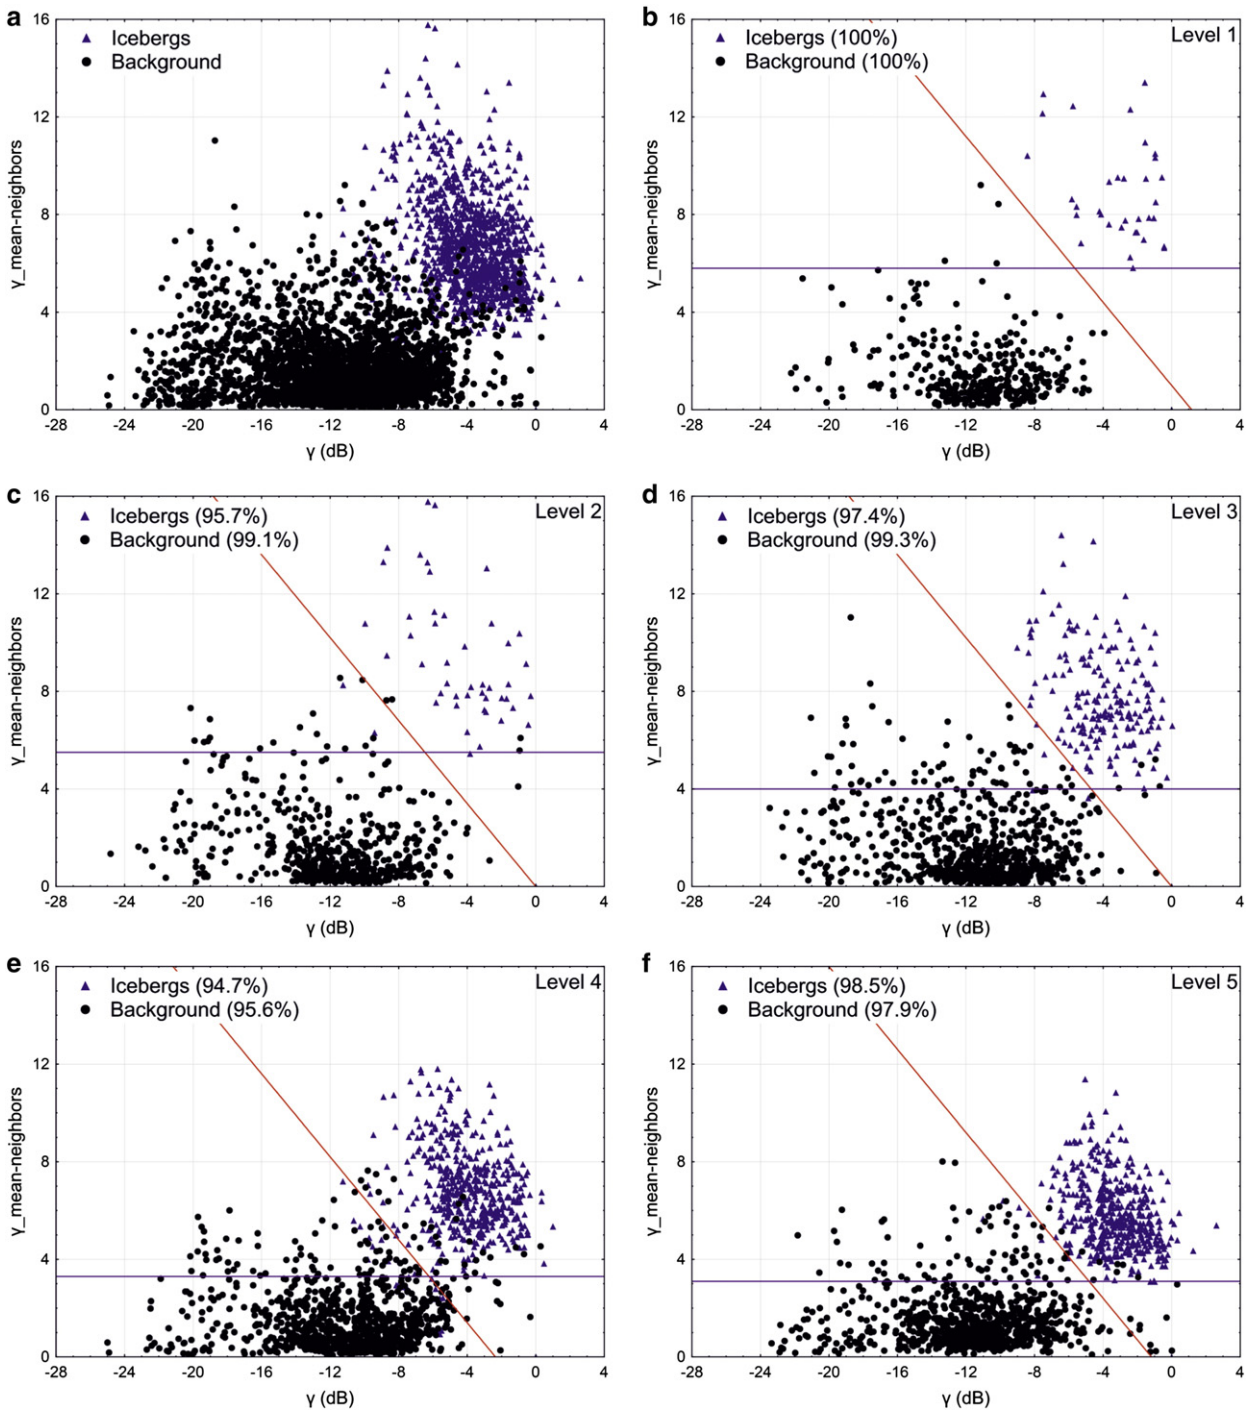 a
Icebergs
Background
16
12
8
4
0
γ_mean-neighbors
-28 -24 -20 -16 -12 -8 -4 0 4
γ (dB)
b
Icebergs (100%)
Background (100%)
Level 1
16
12
8
4
0
γ_mean-neighbors
-28 -24 -20 -16 -12 -8 -4 0 4
γ (dB)
c
Icebergs (95.7%)
Background (99.1%)
Level 2
16
12
8
4
0
γ_mean-neighbors
-28 -24 -20 -16 -12 -8 -4 0 4
γ (dB)
d
Icebergs (97.4%)
Background (99.3%)
Level 3
16
12
8
4
0
γ_mean-neighbors
-28 -24 -20 -16 -12 -8 -4 0 4
γ (dB)
e
Icebergs (94.7%)
Background (95.6%)
Level 4
16
12
8
4
0
γ_mean-neighbors
-28 -24 -20 -16 -12 -8 -4 0 4
γ (dB)
f
Icebergs (98.5%)
Background (97.9%)
Level 5
16
12
8
4
0
γ_mean-neighbors
-28 -24 -20 -16 -12 -8 -4 0 4
γ (dB)